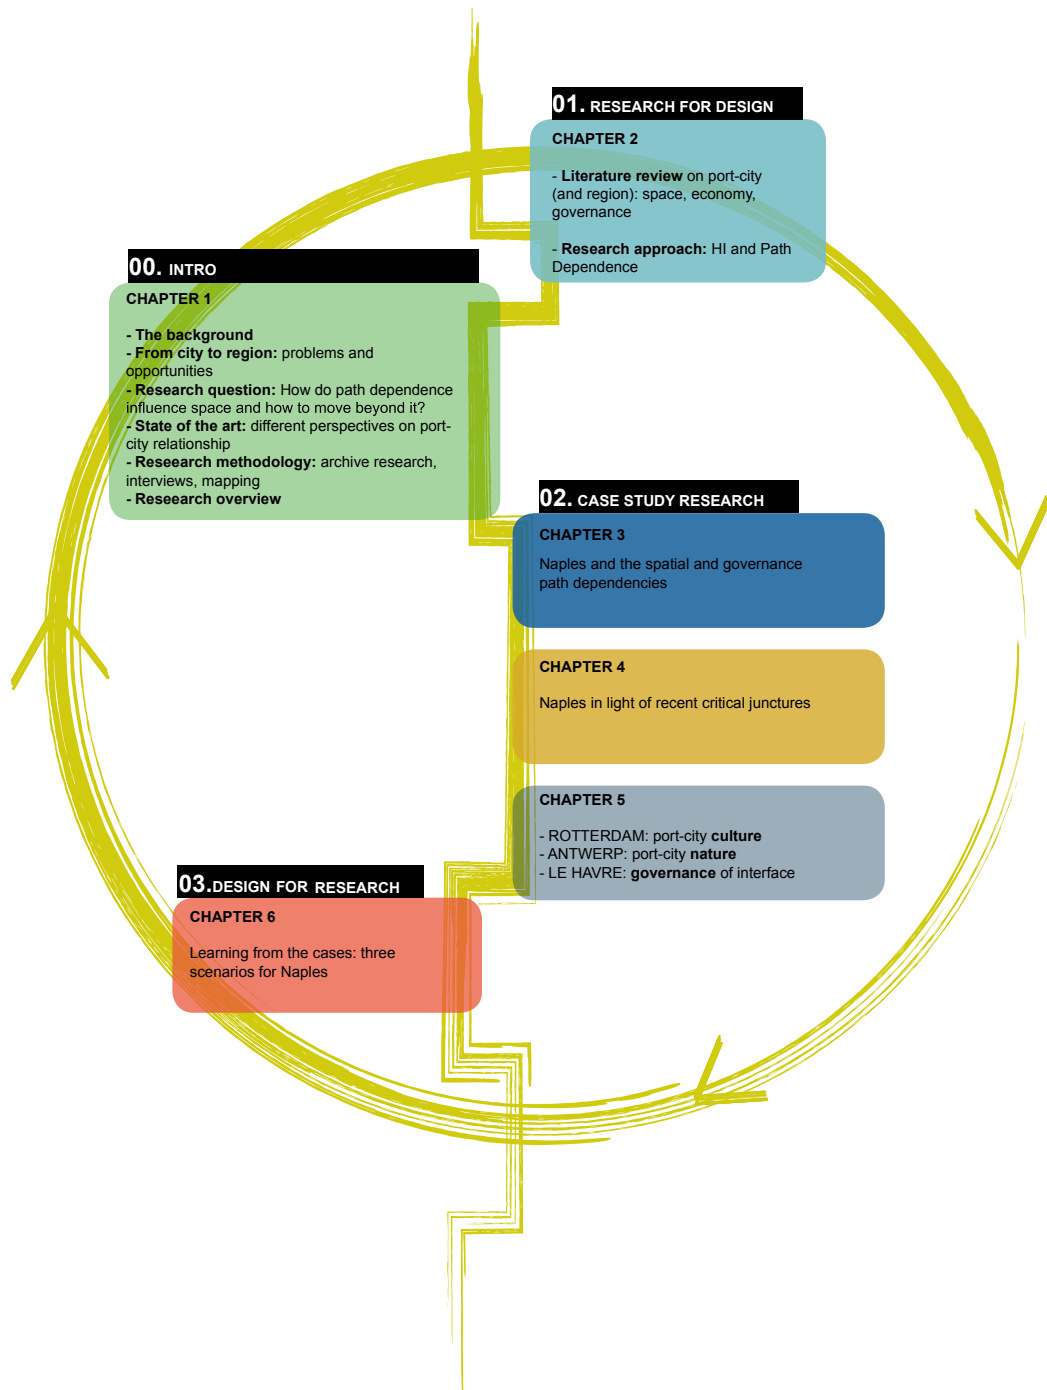 00. INTRO
CHAPTER 1
- The background
- From city to region: problems and
opportunities
- Research question: How do path dependence
influence space and how to move beyond it?
- State of the art: different perspectives on port-
city relationship
- Reseearch methodology: archive research,
interviews, mapping
- Reseearch overview
01. RESEARCH FOR DESIGN
CHAPTER 2
- Literature review on port-city
(and region): space, economy,
governance
- Research approach: HI and Path
Dependence
02. CASE STUDY RESEARCH
CHAPTER 3
Naples and the spatial and governance
path dependencies
CHAPTER 4
Naples in light of recent critical junctures
CHAPTER 5
- ROTTERDAM: port-city culture
- ANTWERP: port-city nature
- LE HAVRE: governance of interface
03.DESIGN FOR RESEARCH
CHAPTER 6
Learning from the cases: three
scenarios for Naples